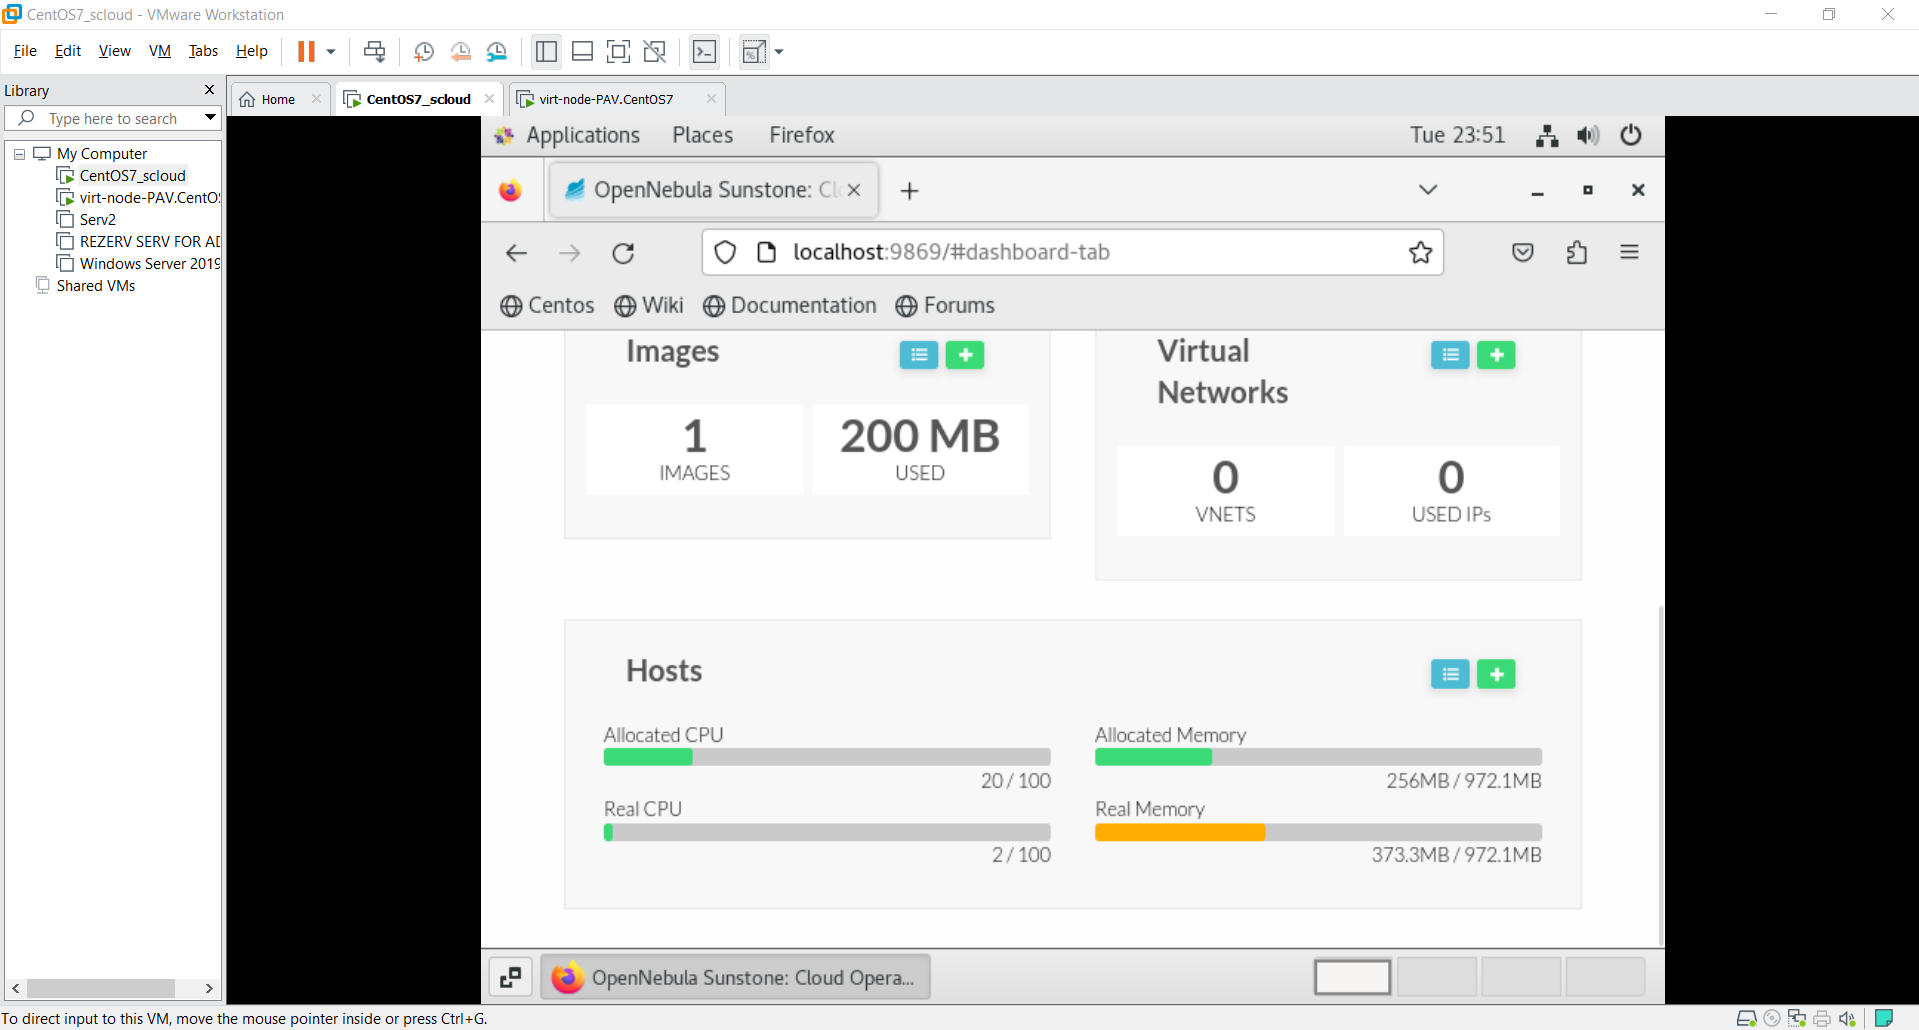 CentOS7_scloud - VMware Workstation
File Edit View VM Tabs Help
Library
Type here to search
My Computer
CentOS7_scloud
virt-node-PAV.CentOS
Serv2
REZERV SERV FOR AD
Windows Server 2019
Shared VMs
Home
CentOS7_scloud
virt-node-PAV.CentOS7
Applications Places Firefox
Tue 23:51
OpenNebula Sunstone: Clo
localhost:9869/#dashboard-tab
Centos Wiki Documentation Forums
Images
1
IMAGES
200 MB
USED
Virtual
Networks
0
VNETS
0
USED IPs
Hosts
Allocated CPU
20 / 100
Real CPU
2 / 100
Allocated Memory
256MB / 972.1MB
Real Memory
373.3MB / 972.1MB
OpenNebula Sunstone: Cloud Opera...
To direct input to this VM, move the mouse pointer inside or press Ctrl+G.